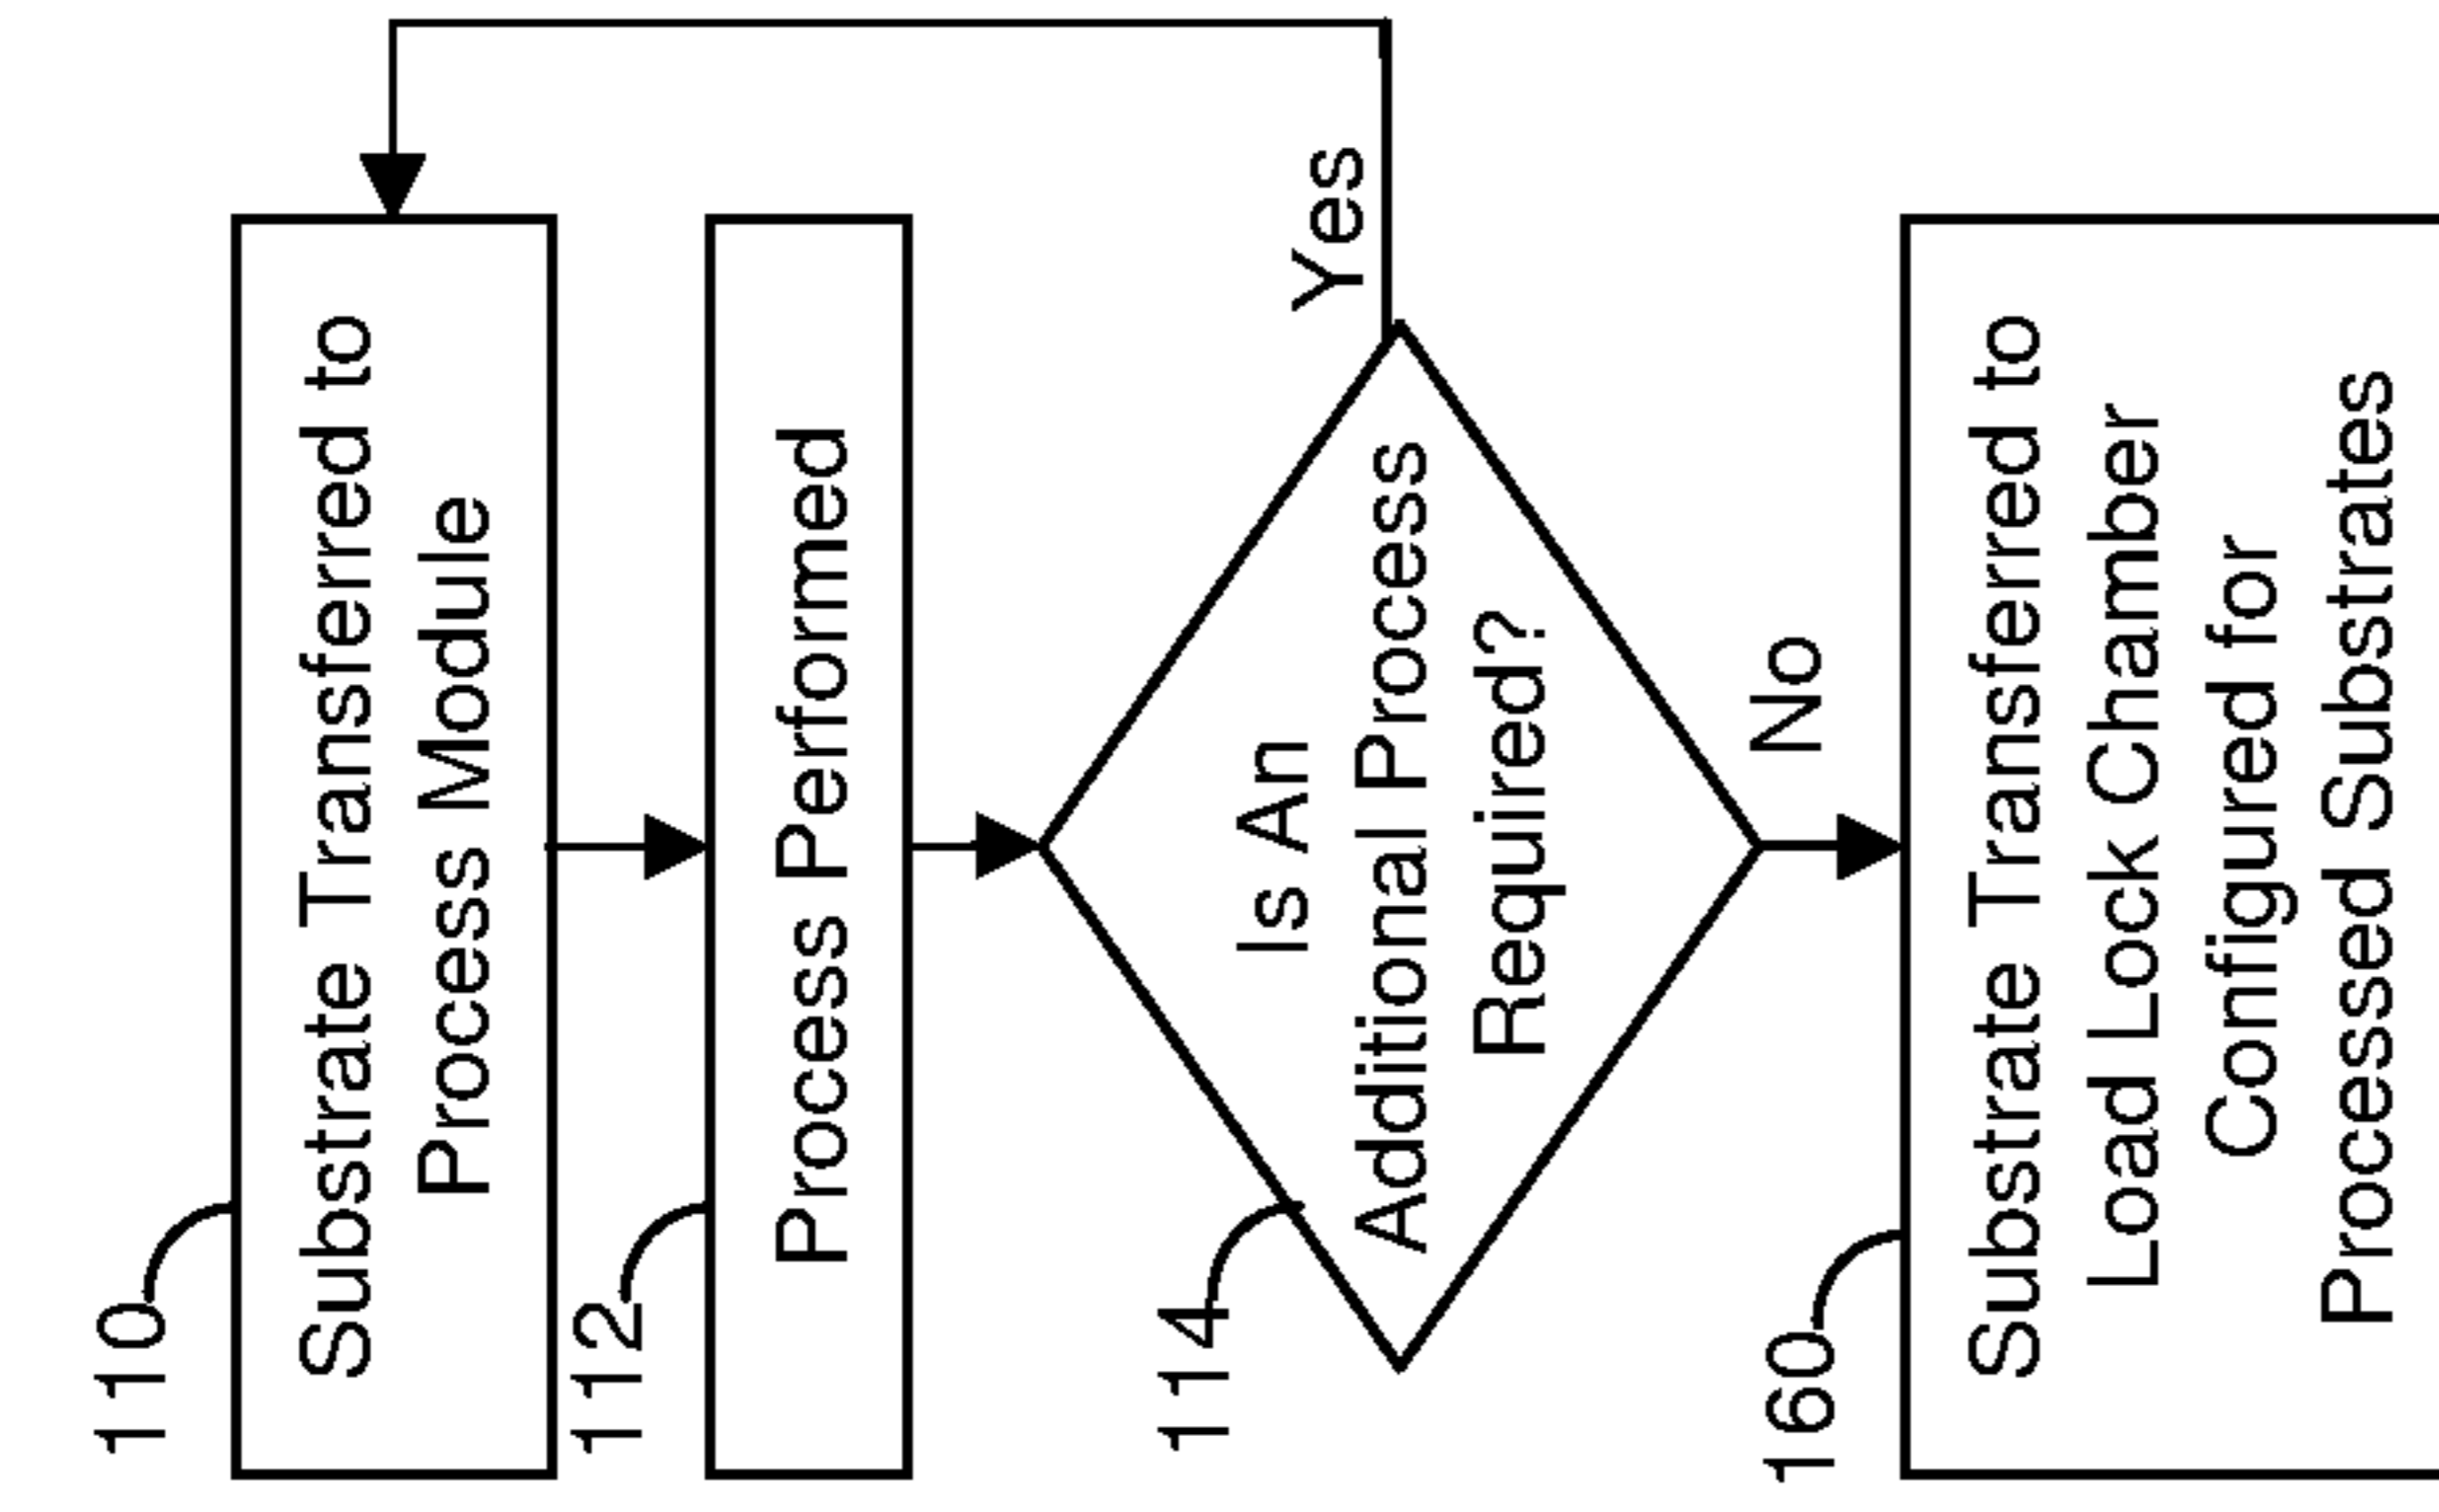 110
Substrate Transferred to
Process Module
112
Process Performed
114
Is An
Additional Process
Required?
Yes
No
160
Substrate Transferred to
Load Lock Chamber
Configured for
Processed Substrates